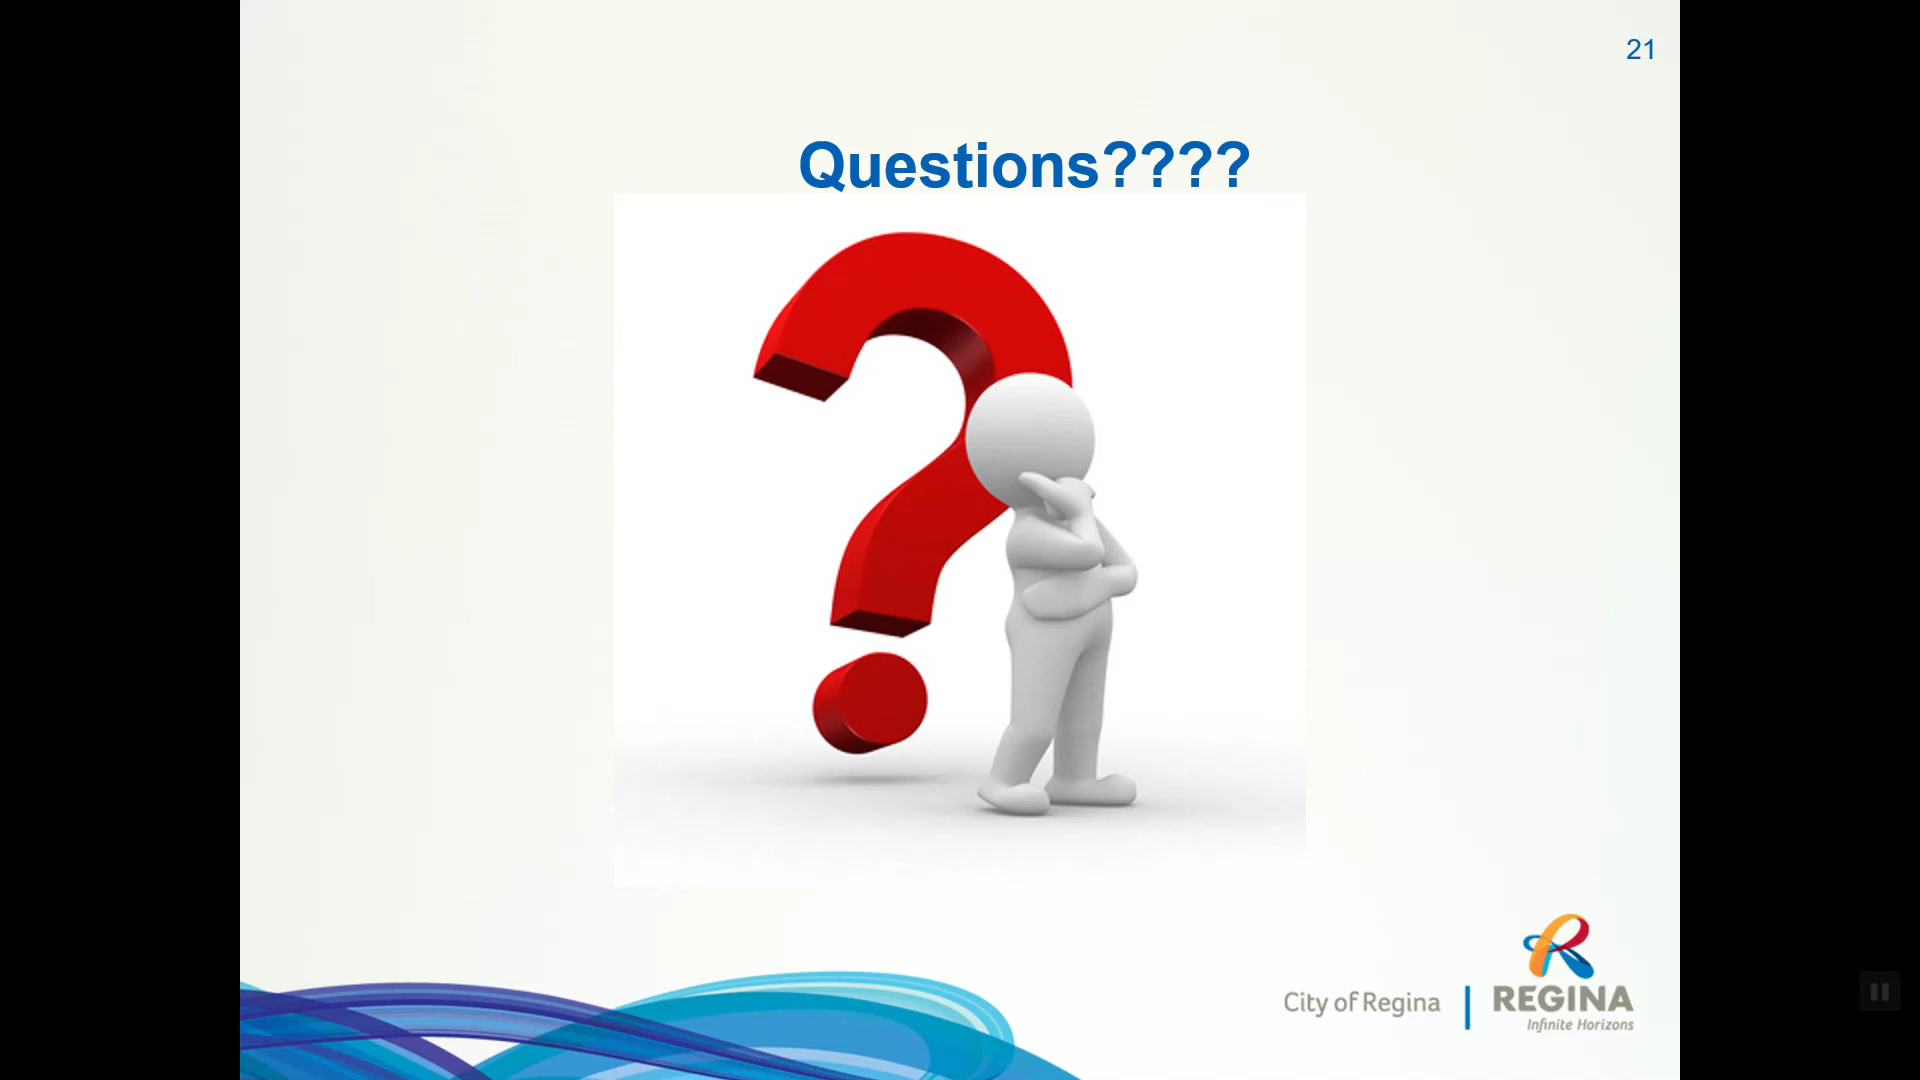 21
Questions????
City of Regina
REGINA
Infinite Horizons